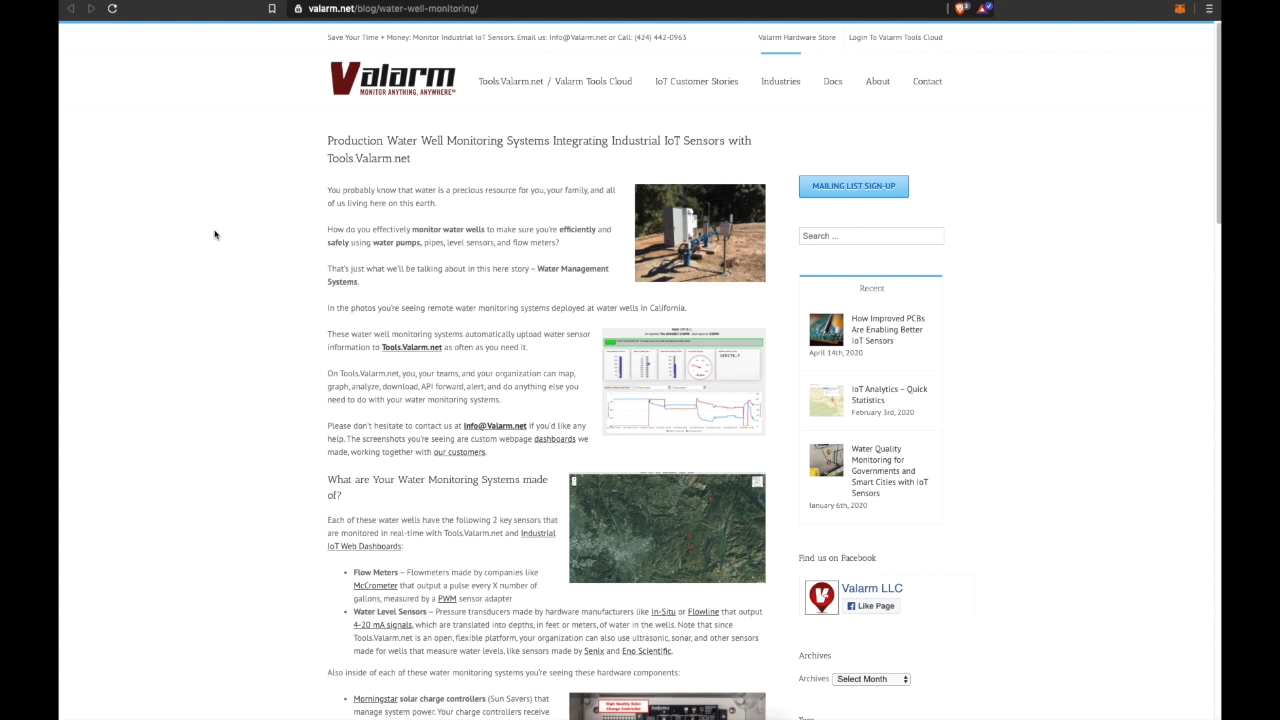 valarm.net/blog/water-well-monitoring/
Save Your Time + Money: Monitor Industrial IoT Sensors. Email us: Info@Valarm.net or Call: (424) 442-0963
Valarm Hardware Store
Login To Valarm Tools Cloud
Valarm
MONITOR ANYTHING, ANYWHERE
Tools.Valarm.net / Valarm Tools Cloud
IoT Customer Stories
Industries
Docs
About
Contact
Production Water Well Monitoring Systems Integrating Industrial IoT Sensors with
Tools.Valarm.net
You probably know that water is a precious resource for you, your family, and all
of us living here on this earth.
How do you effectively monitor water wells to make sure you're efficiently and
safely using water pumps, pipes, level sensors, and flow meters?
That's just what we'll be talking about in this here story – Water Management
Systems.
In the photos you're seeing remote water monitoring systems deployed at water wells in California.
These water well monitoring systems automatically upload water sensor
information to Tools.Valarm.net as often as you need it.
On Tools.Valarm.net, you, your teams, and your organization can map,
graph, analyze, download, API forward, alert, and do anything else you
need to do with your water monitoring systems.
Please don't hesitate to contact us at info@Valarm.net if you'd like any
help. The screenshots you're seeing are custom webpage dashboards we
made, working together with our customers.
What are Your Water Monitoring Systems made
of?
Each of these water wells have the following 2 key sensors that
are monitored in real-time with Tools.Valarm.net and Industrial
IoT Web Dashboards:
• Flow Meters – Flowmeters made by companies like
McCrometer that output a pulse every X number of
gallons, measured by a PWM sensor adapter
• Water Level Sensors – Pressure transducers made by hardware manufacturers like In-Situ or Flowline that output
4-20 mA signals, which are translated into depths, in feet or meters, of water in the wells. Note that since
Tools.Valarm.net is an open, flexible platform, your organization can also use ultrasonic, sonar, and other sensors
made for wells that measure water levels, like sensors made by Senix and Eno Scientific.
Also inside of each of these water monitoring systems you're seeing these hardware components:
• Morningstar solar charge controllers (Sun Savers) that
manage system power. Your charge controllers receive
High Quality Solar
Charge Controller
MAILING LIST SIGN-UP
Search ...
Recent
How Improved PCBs
Are Enabling Better
IoT Sensors
April 14th, 2020
IoT Analytics – Quick
Statistics
February 3rd, 2020
Water Quality
Monitoring for
Governments and
Smart Cities with IoT
Sensors
January 6th, 2020
Find us on Facebook
Valarm LLC
Like Page
Archives
Archives
Select Month